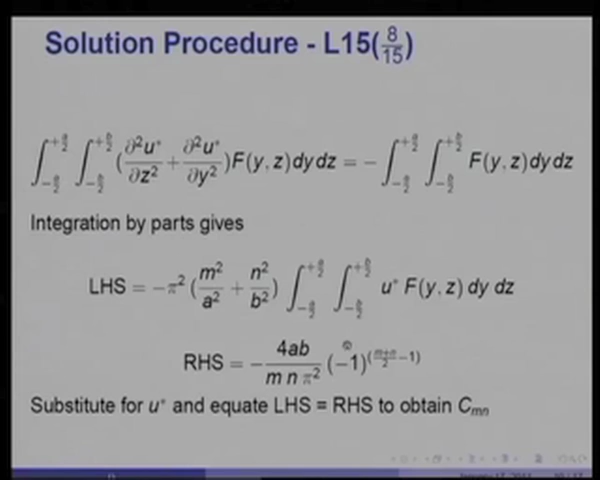 Solution Procedure - L15(8/15)
∫_{-a/2}^{+a/2} ∫_{-b/2}^{+b/2} (∂²u*/∂z² + ∂²u*/∂y²) F(y, z) dy dz = − ∫_{-a/2}^{+a/2} ∫_{-b/2}^{+b/2} F(y, z) dy dz
Integration by parts gives
LHS = −π² (m²/a² + n²/b²) ∫_{-a/2}^{+a/2} ∫_{-b/2}^{+b/2} u* F(y, z) dy dz
RHS = − 4ab/(m n π²) (−1)^{((m+n)/2 − 1)}
Substitute for u* and equate LHS = RHS to obtain C_{mn}